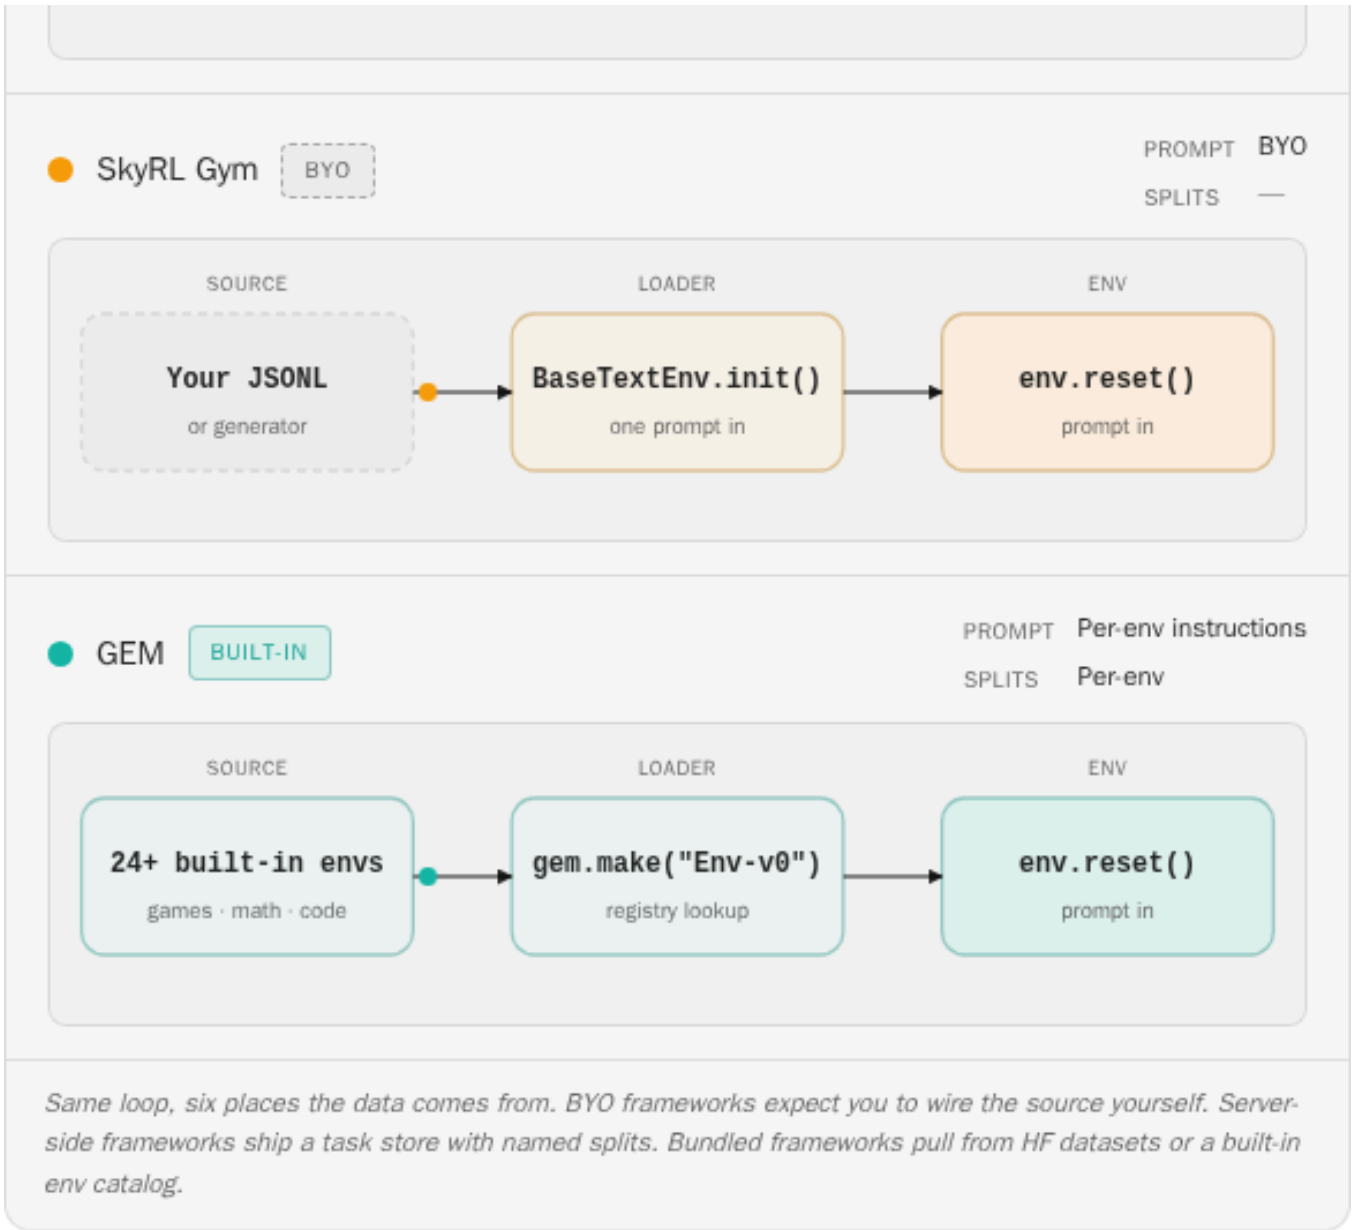 SkyRL Gym BYO
PROMPT BYO
SPLITS —
SOURCE LOADER ENV
Your JSONL BaseTextEnv.init() env.reset()
or generator one prompt in prompt in
GEM BUILT-IN
PROMPT Per-env instructions
SPLITS Per-env
SOURCE LOADER ENV
24+ built-in envs gem.make("Env-v0") env.reset()
games · math · code registry lookup prompt in
Same loop, six places the data comes from. BYO frameworks expect you to wire the source yourself. Server-
side frameworks ship a task store with named splits. Bundled frameworks pull from HF datasets or a built-in
env catalog.